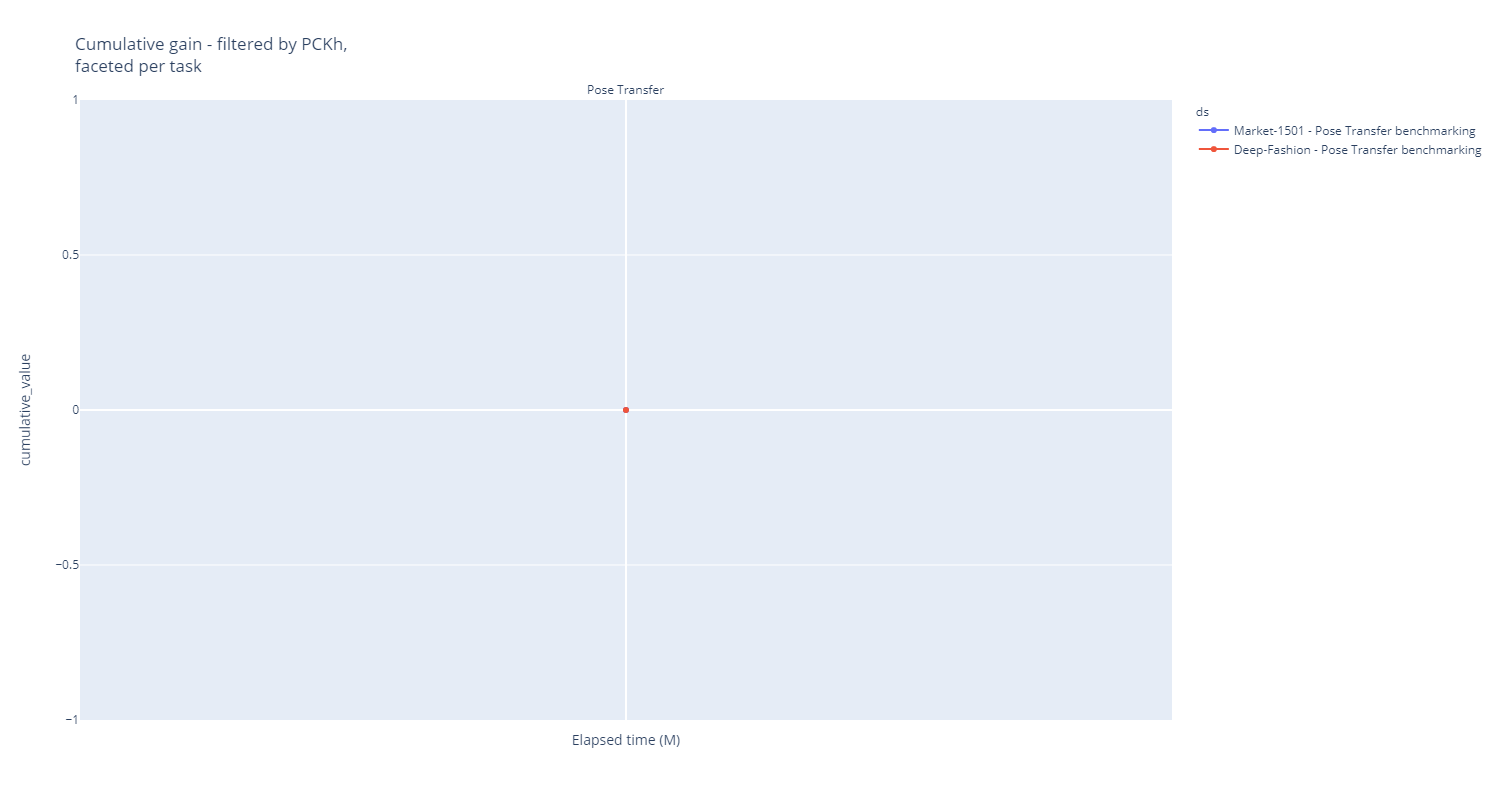 Cumulative gain - filtered by PCKh,
faceted per task
Pose Transfer
1
0.5
0
−0.5
−1
cumulative_value
Elapsed time (M)
ds
Market-1501 - Pose Transfer benchmarking
Deep-Fashion - Pose Transfer benchmarking